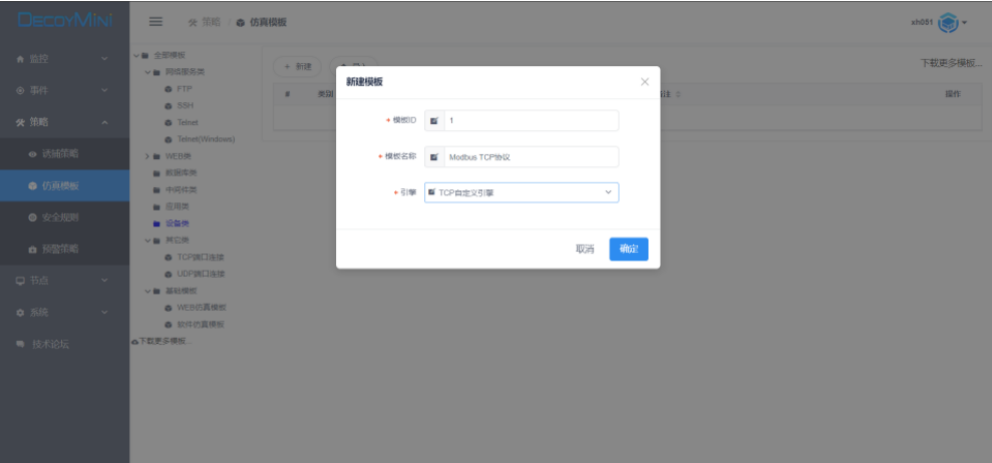 DecoyMini
策略 / 仿真模板
xh051
监控
事件
策略
诱捕策略
仿真模板
安全规则
预警策略
节点
系统
技术论坛
全部模板
网络服务类
FTP
SSH
Telnet
Telnet(Windows)
WEB类
数据库类
中间件类
应用类
设备类
其它类
TCP端口连接
UDP端口连接
基础模板
WEB仿真模板
软件仿真模板
下载更多模板...
+ 新建
下载更多模板...
# 类别 操作
新建模板
* 模板ID 1
* 模板名称 Modbus TCP协议
* 引擎 TCP自定义引擎
取消 确定